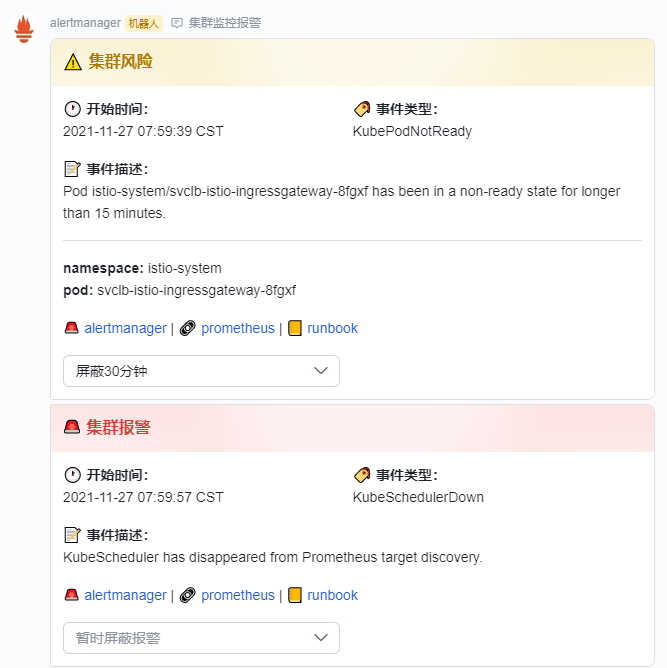 alertmanager 机器人 集群监控报警
集群风险
开始时间： 事件类型：
2021-11-27 07:59:39 CST KubePodNotReady
事件描述：
Pod istio-system/svclb-istio-ingressgateway-8fgxf has been in a non-ready state for longer
than 15 minutes.
namespace: istio-system
pod: svclb-istio-ingressgateway-8fgxf
alertmanager | prometheus | runbook
屏蔽30分钟
集群报警
开始时间： 事件类型：
2021-11-27 07:59:57 CST KubeSchedulerDown
事件描述：
KubeScheduler has disappeared from Prometheus target discovery.
alertmanager | prometheus | runbook
暂时屏蔽报警